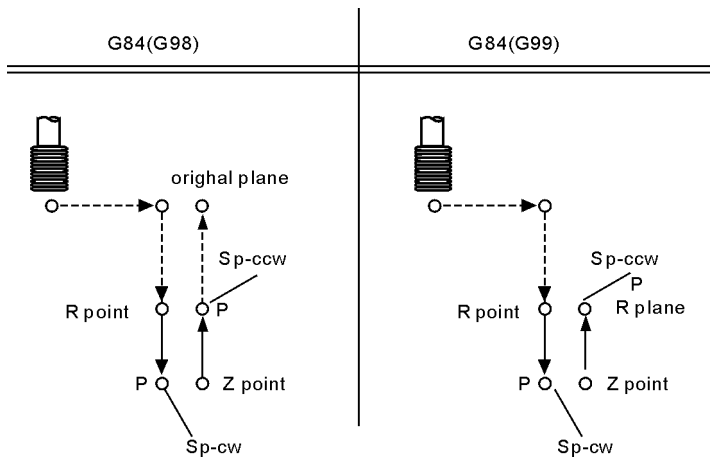 G84(G98)
G84(G99)
orighal plane
Sp-ccw
R point
P
P
Z point
Sp-cw
Sp-ccw
P
R point
R plane
P
Z point
Sp-cw